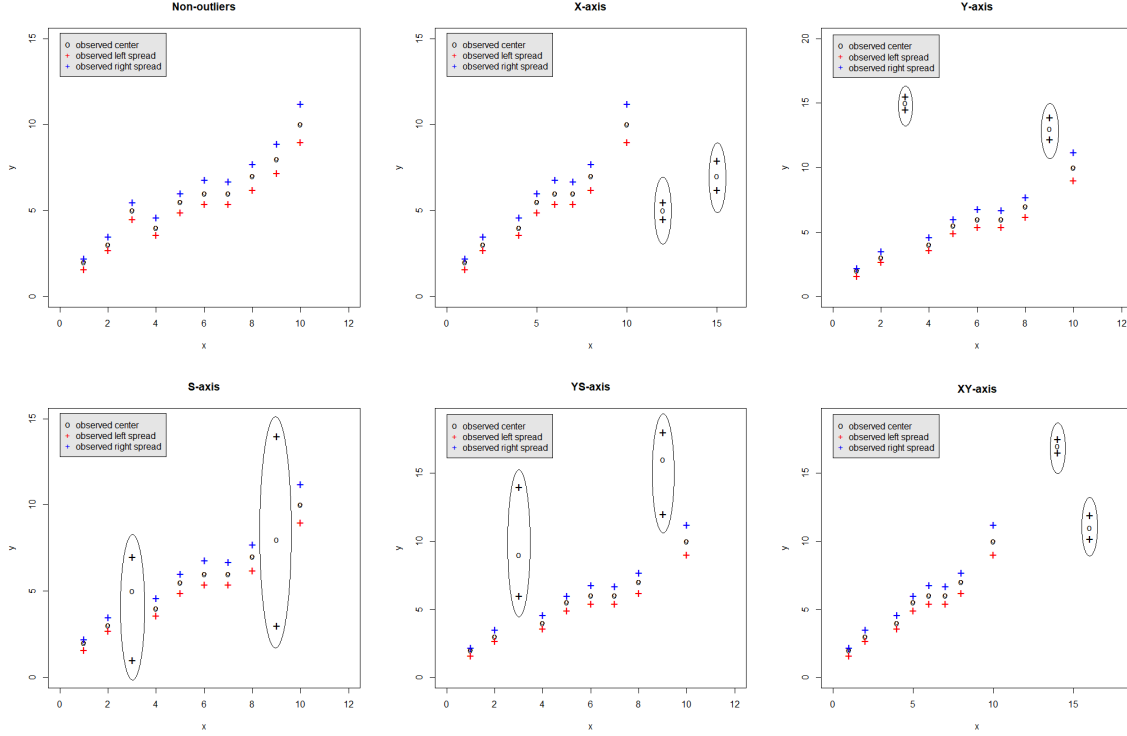 Non-outliers
o observed center
+ observed left spread
+ observed right spread
y
15
10
5
0
0 2 4 6 8 10 12
x
X-axis
o observed center
+ observed left spread
+ observed right spread
y
15
10
5
0
0 5 10 15
x
Y-axis
o observed center
+ observed left spread
+ observed right spread
y
20
15
10
5
0
0 2 4 6 8 10 12
x
S-axis
o observed center
+ observed left spread
+ observed right spread
y
15
10
5
0
0 2 4 6 8 10 12
x
YS-axis
o observed center
+ observed left spread
+ observed right spread
y
15
10
5
0
0 2 4 6 8 10 12
x
XY-axis
o observed center
+ observed left spread
+ observed right spread
y
15
10
5
0
0 5 10 15
x